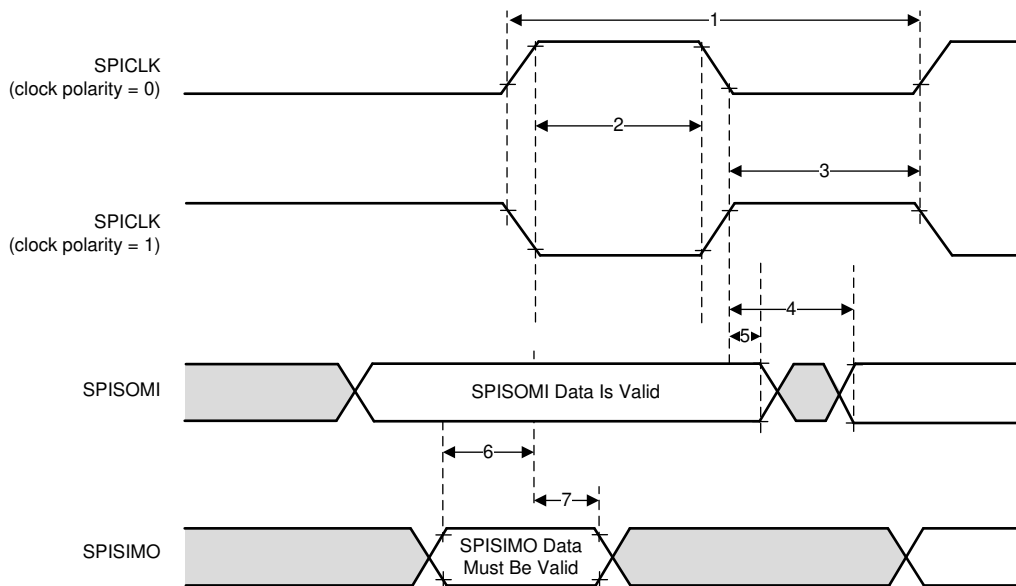 1
SPICLK
(clock polarity = 0)
2
3
SPICLK
(clock polarity = 1)
4
5
SPISOMI
SPISOMI Data Is Valid
6
7
SPISIMO
SPISIMO Data
Must Be Valid